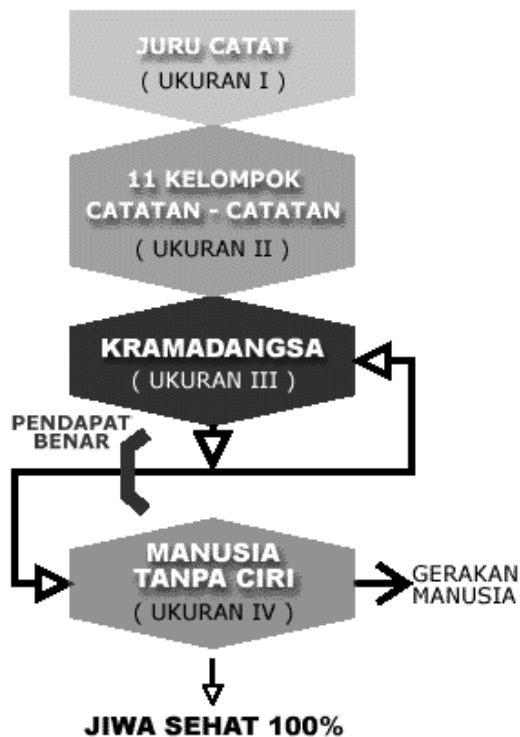 JURU CATAT
( UKURAN I )
11 KELOMPOK
CATATAN - CATATAN
( UKURAN II )
KRAMADANGSA
( UKURAN III )
PENDAPAT
BENAR
MANUSIA
TANPA CIRI
( UKURAN IV )
GERAKAN
MANUSIA
JIWA SEHAT 100%